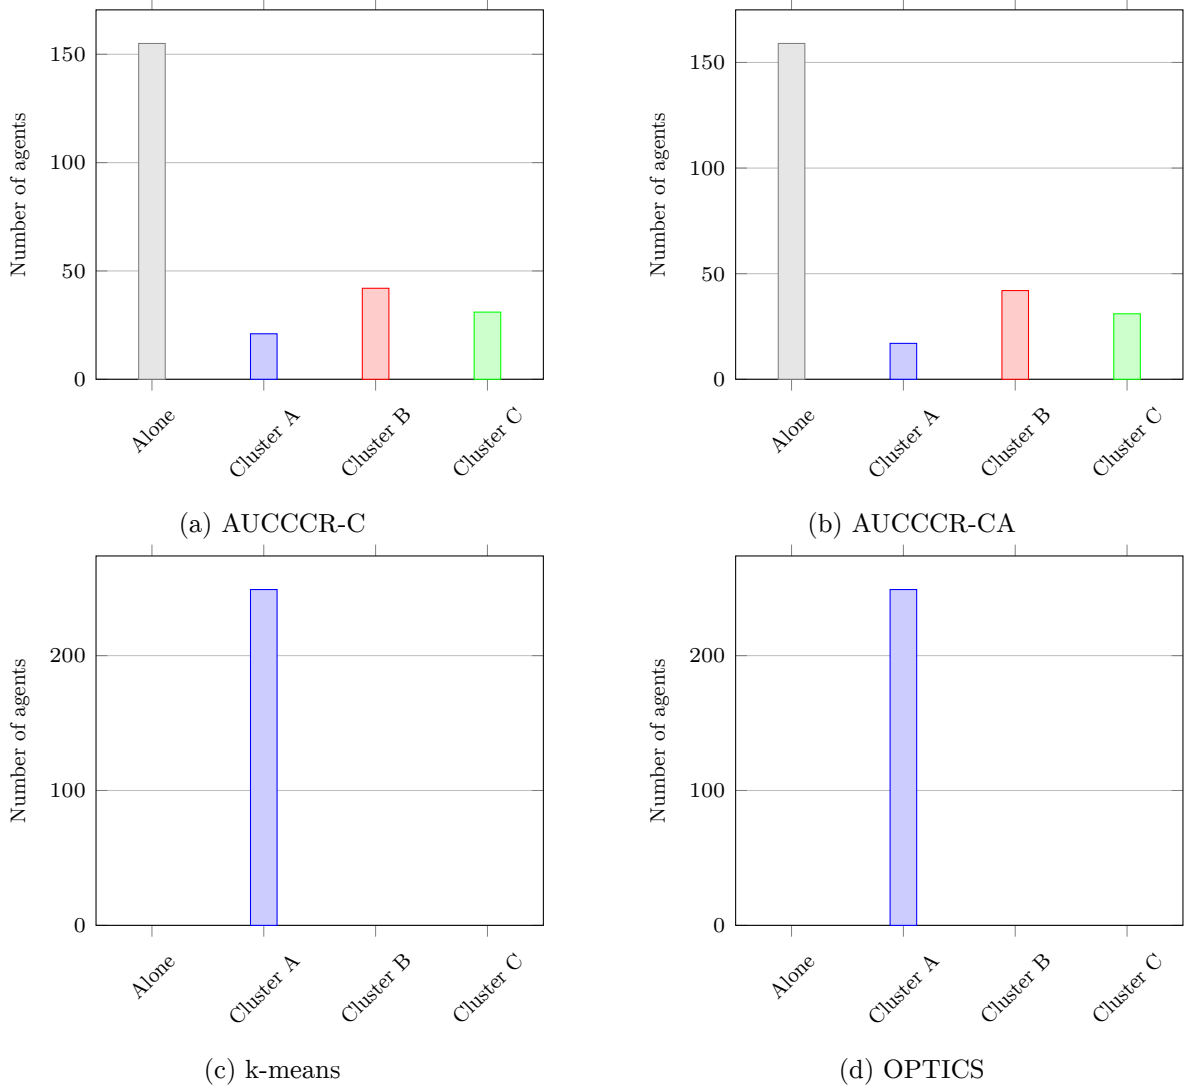 150
100
50
0
Number of agents
Alone
Cluster A
Cluster B
Cluster C
(a) AUCCCR-C
150
100
50
0
Number of agents
Alone
Cluster A
Cluster B
Cluster C
(b) AUCCCR-CA
200
100
0
Number of agents
Alone
Cluster A
Cluster B
Cluster C
(c) k-means
200
100
0
Number of agents
Alone
Cluster A
Cluster B
Cluster C
(d) OPTICS